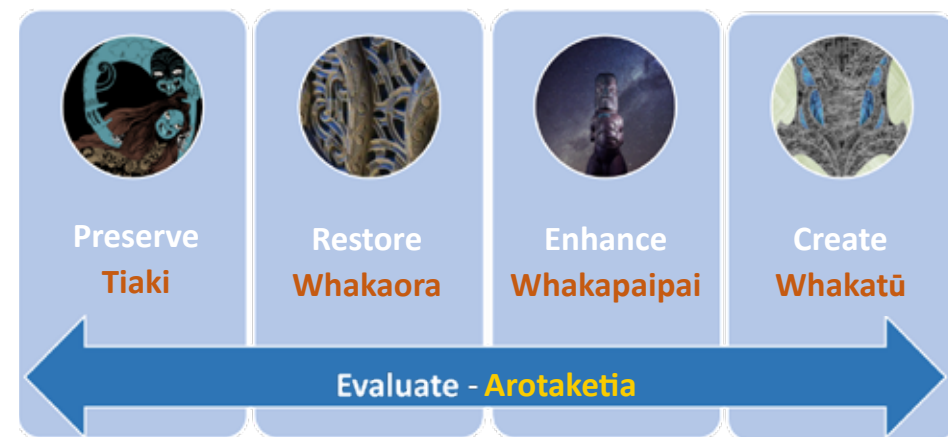 Preserve
Tiaki
Restore
Whakaora
Enhance
Whakapaipai
Create
Whakatū
Evaluate - Arotaketia